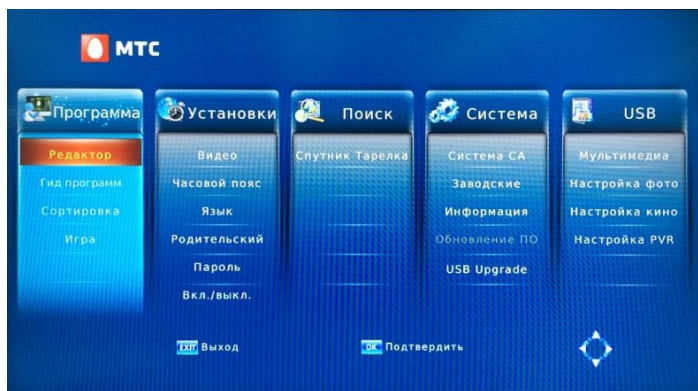 МТС
Программа
Редактор
Гид программ
Сортировка
Игра
Установки
Видео
Часовой пояс
Язык
Родительский
Пароль
Вкл./выкл.
Поиск
Спутник Тарелка
Система
Система CA
Заводские
Информация
Обновление ПО
USB Upgrade
USB
Мультимедиа
Настройка фото
Настройка кино
Настройка PVR
EXIT Выход
OK Подтвердить